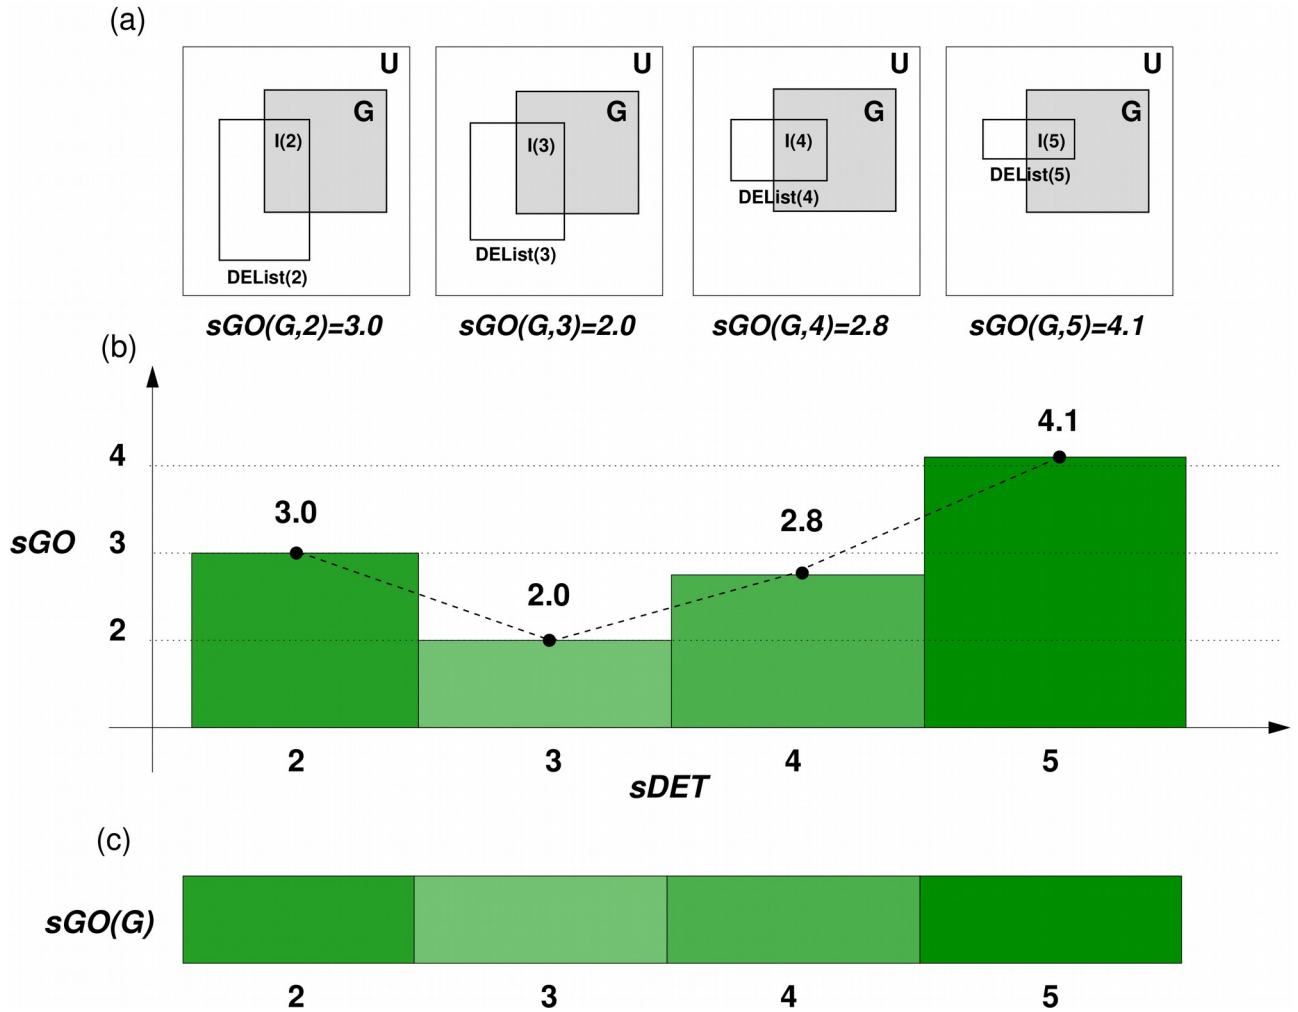 (a)
U U U U
G G G G
I(2) I(3) I(4) I(5)
DEList(2) DEList(3) DEList(4) DEList(5)
sGO(G,2)=3.0 sGO(G,3)=2.0 sGO(G,4)=2.8 sGO(G,5)=4.1
(b)
4.1
4
3.0 2.8
sGO 3
2.0
2
2 3 4 5
sDET
(c)
sGO(G)
2 3 4 5